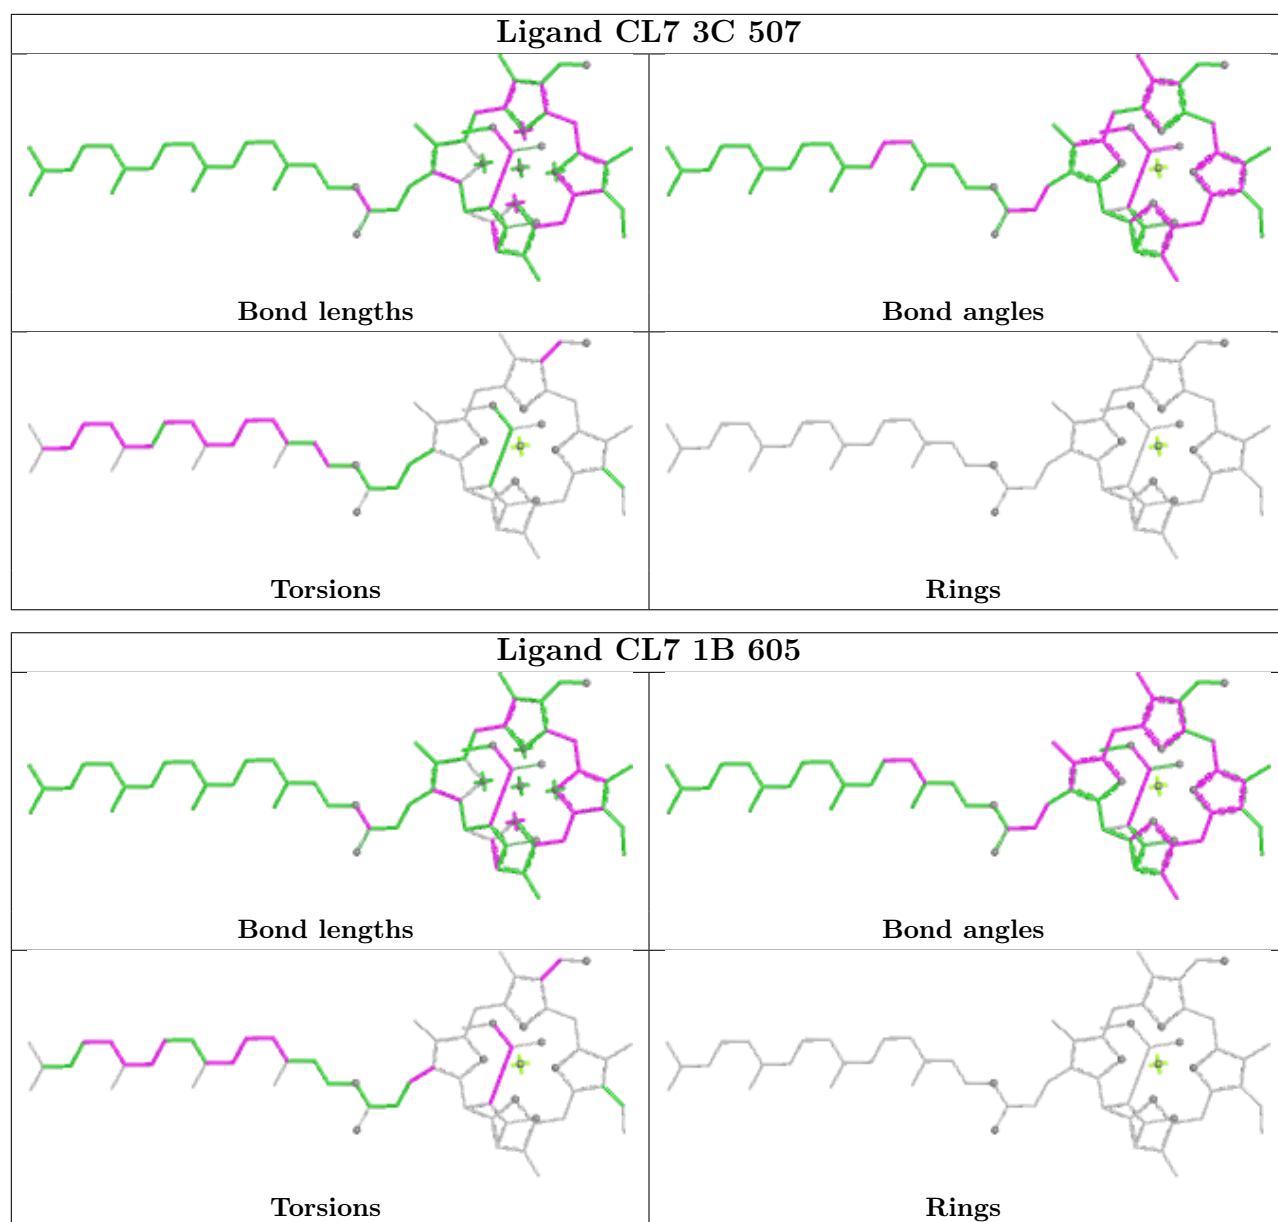 Ligand CL7 3C 507
Bond lengths
Bond angles
Torsions
Rings
Ligand CL7 1B 605
Bond lengths
Bond angles
Torsions
Rings